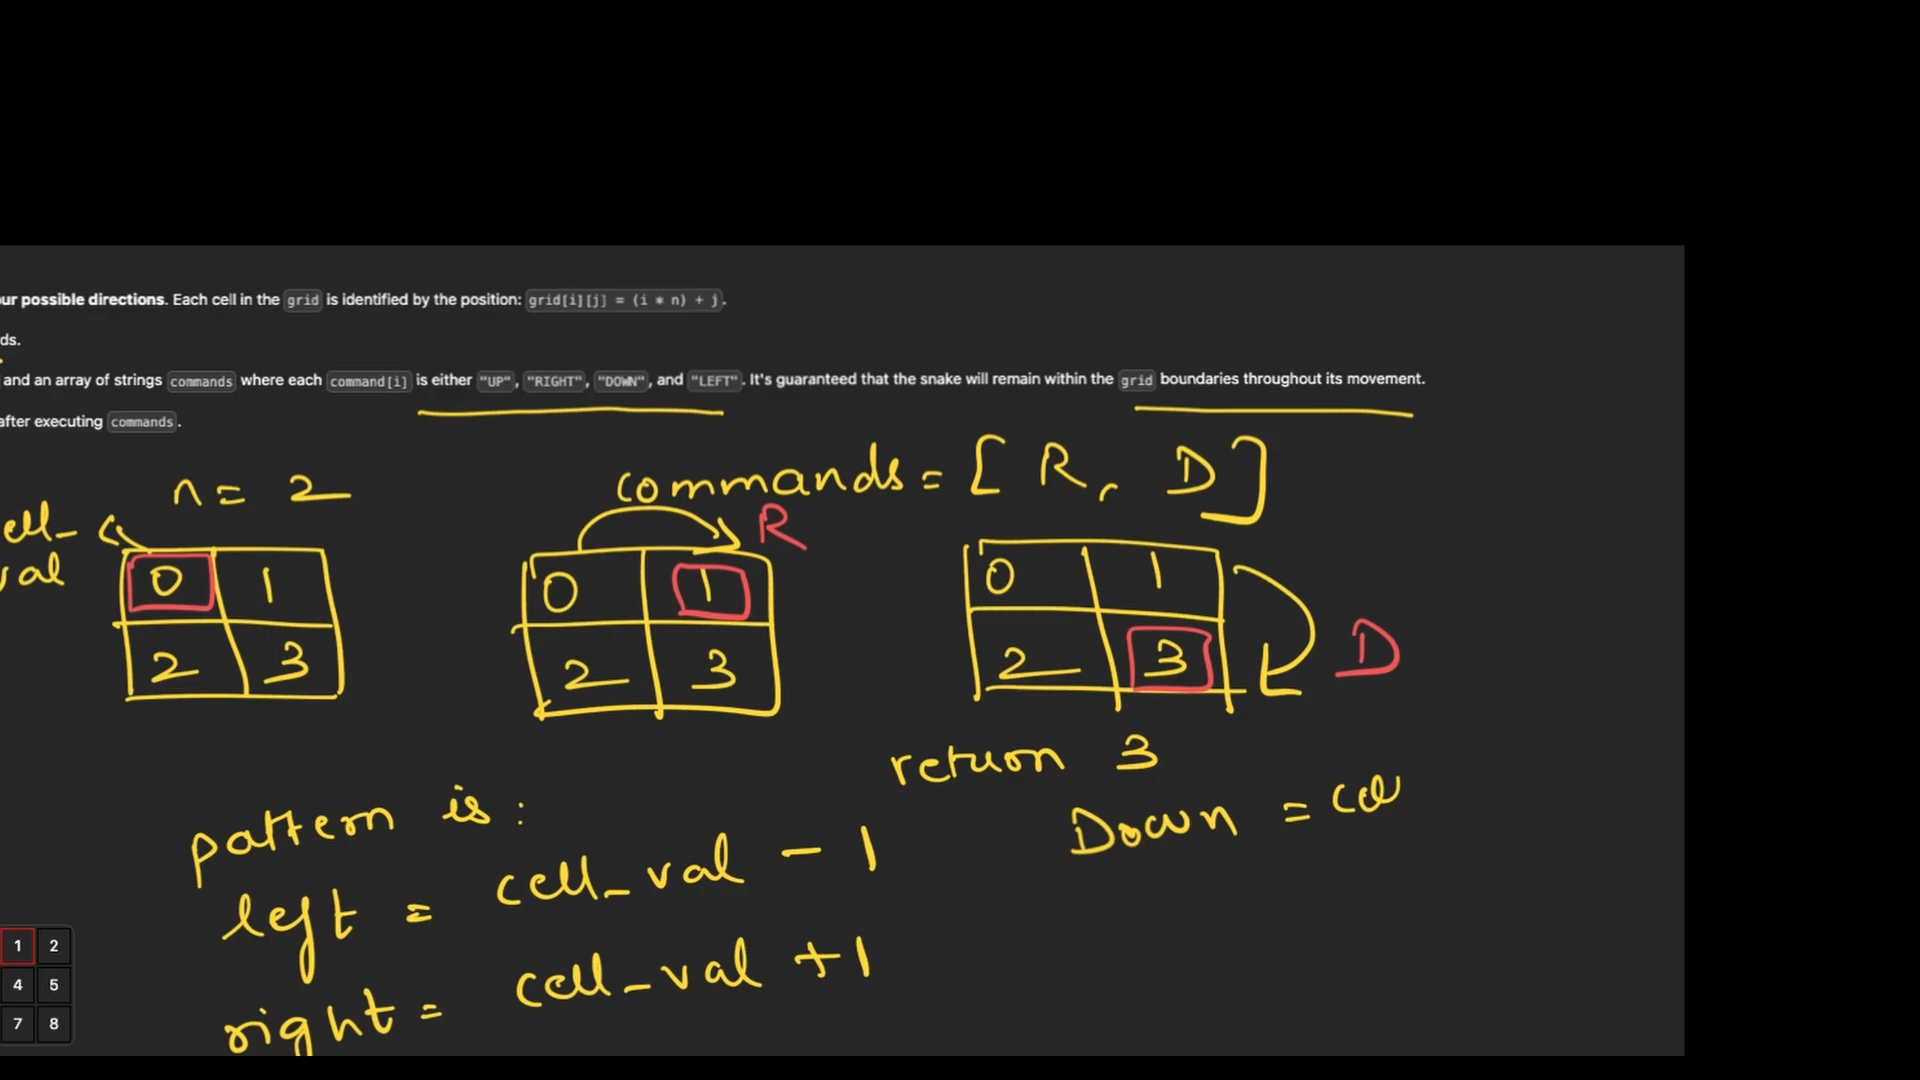 ur possible directions. Each cell in the grid is identified by the position: grid[i][j] = (i * n) + j.
ds.
and an array of strings commands where each command[i] is either "UP", "RIGHT", "DOWN", and "LEFT". It's guaranteed that the snake will remain within the grid boundaries throughout its movement.
after executing commands.
n = 2
commands = [ R, D ]
R
ell_
val
0 1
2 3
0 1
2 3
0 1
2 3
D
return 3
pattern is:
Down = cel
left = cell_val - 1
right = cell_val + 1
1 2
4 5
7 8